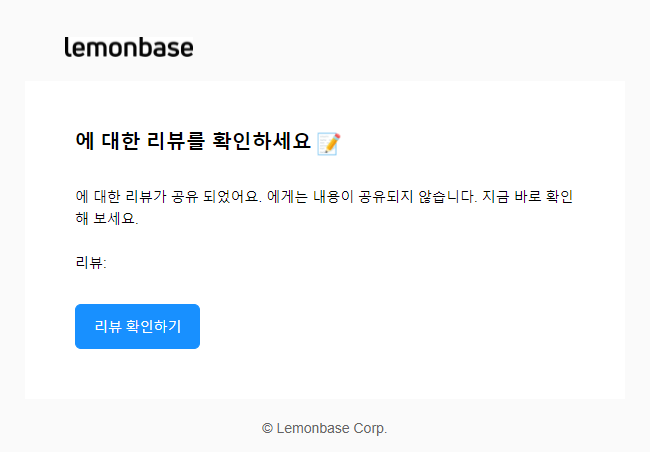 lemonbase
에 대한 리뷰를 확인하세요 📝
에 대한 리뷰가 공유 되었어요. 에게는 내용이 공유되지 않습니다. 지금 바로 확인
해 보세요.
리뷰:
리뷰 확인하기
© Lemonbase Corp.